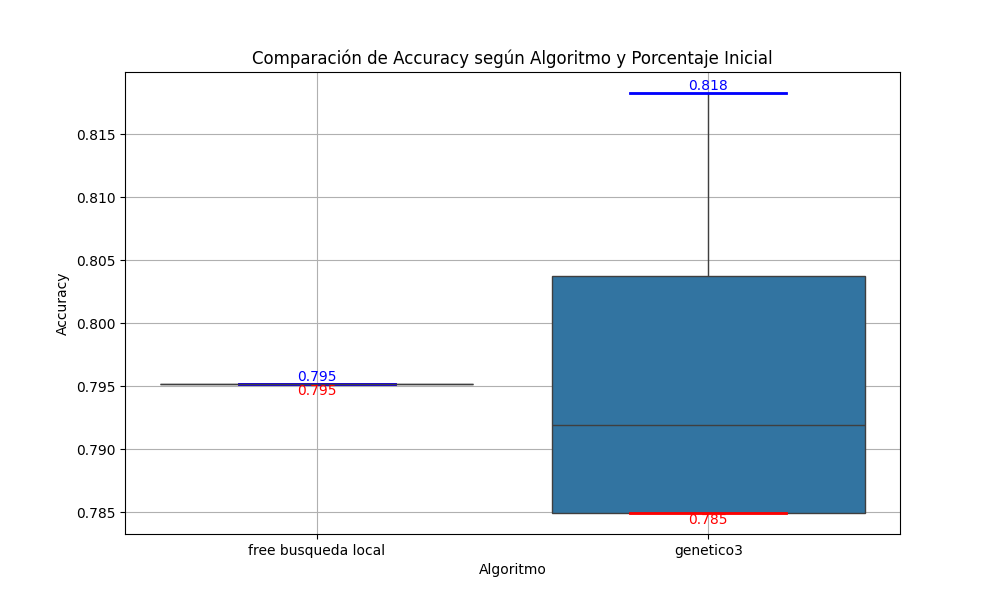 Comparación de Accuracy según Algoritmo y Porcentaje Inicial
0.818
0.815
0.810
0.805
Accuracy
0.800
0.795
0.795
0.795
0.790
0.785
0.785
free busqueda local
genetico3
Algoritmo